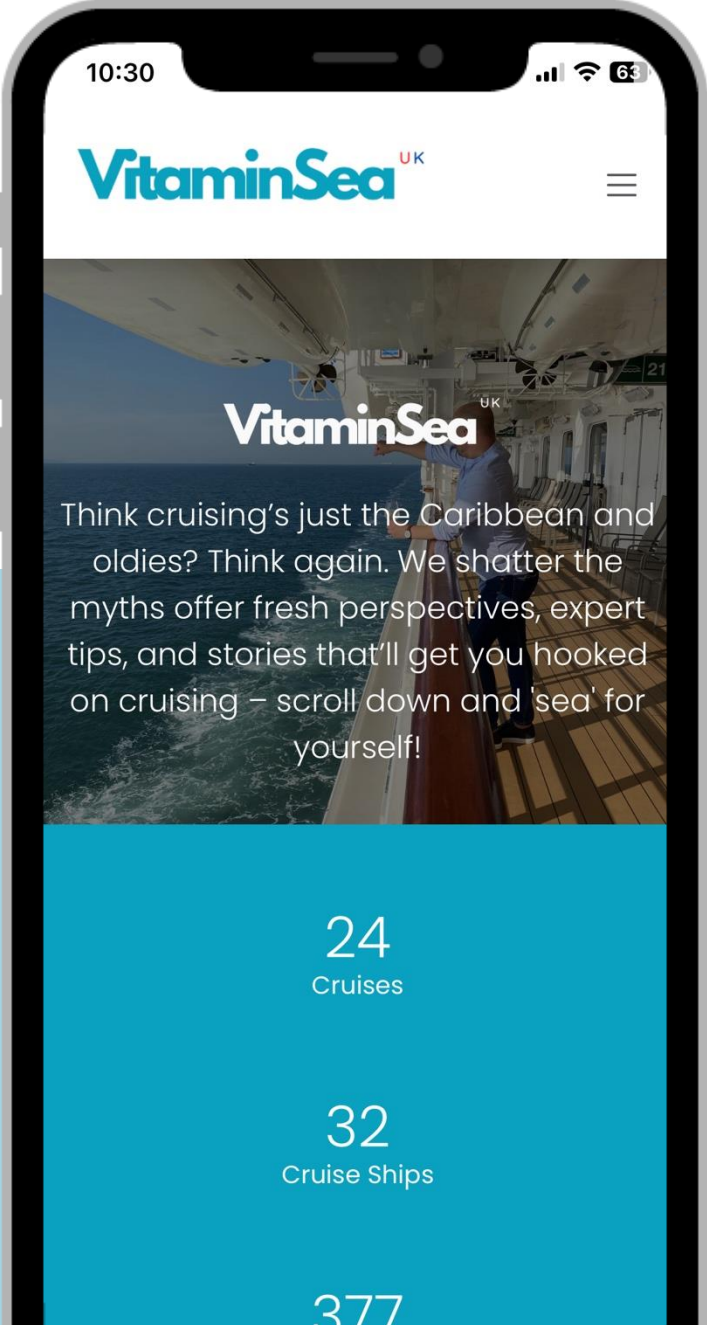 10:30
63
VitaminSea UK
21
VitaminSea UK
Think cruising’s just the Caribbean and
oldies? Think again. We shatter the
myths offer fresh perspectives, expert
tips, and stories that’ll get you hooked
on cruising – scroll down and 'sea' for
yourself!
24
Cruises
32
Cruise Ships
377